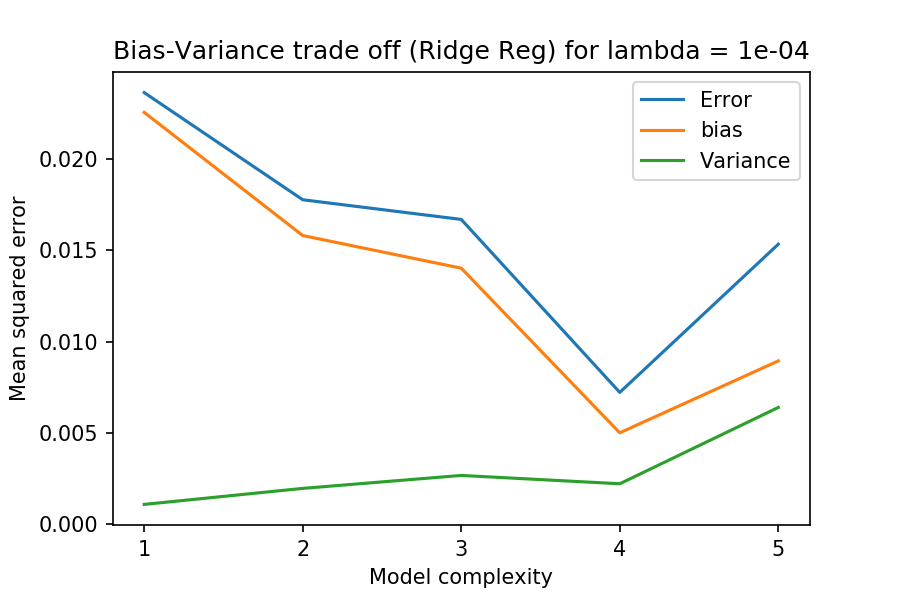 Bias-Variance trade off (Ridge Reg) for lambda = 1e-04
Error
bias
Variance
Mean squared error
0.020
0.015
0.010
0.005
0.000
1 2 3 4 5
Model complexity